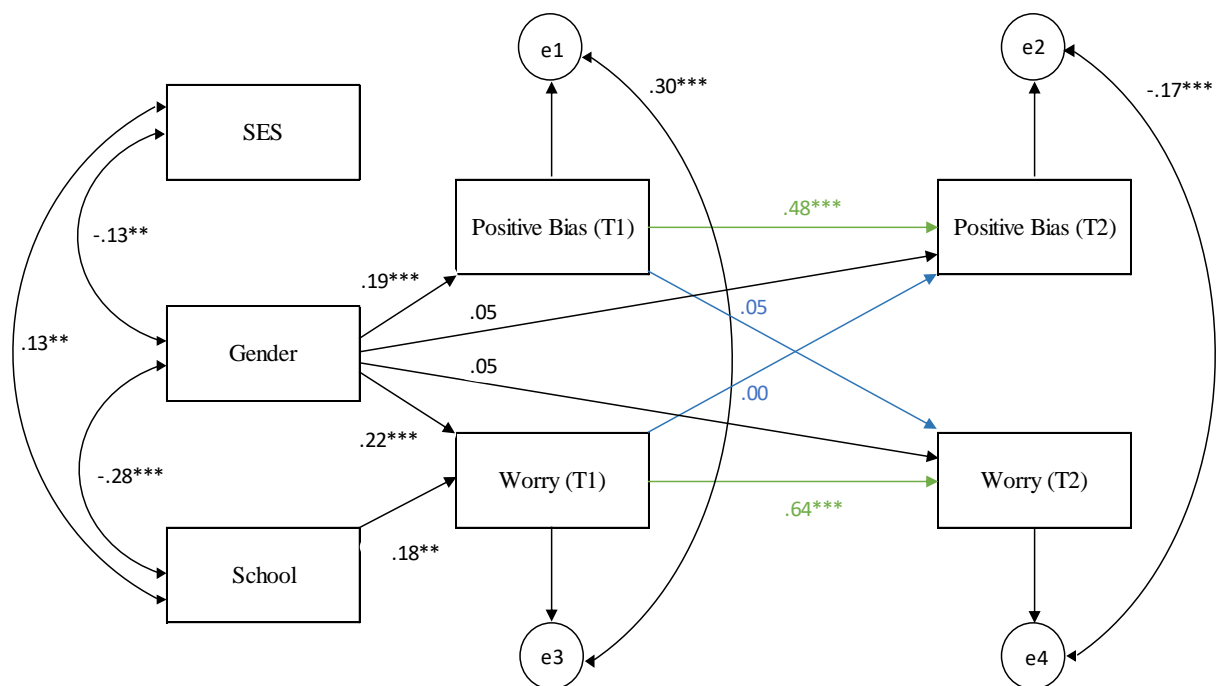 e1
e2
.30***
-.17***
SES
Positive Bias (T1)
.48***
Positive Bias (T2)
-.13**
.19***
.05
.05
.13**
Gender
.05
.00
.22***
-.28***
Worry (T1)
Worry (T2)
.64***
.18**
School
e3
e4